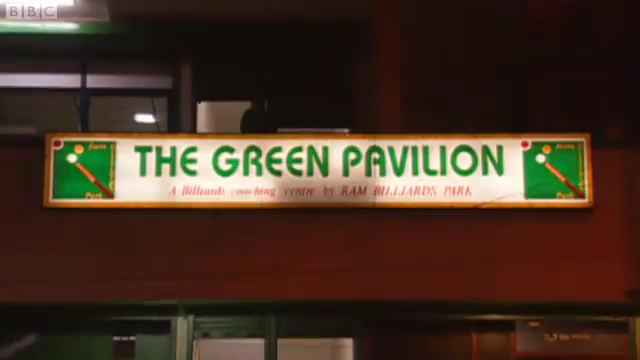 BBC
THE GREEN PAVILION
A Billiards coaching centre by RAM BILLIARDS PARK